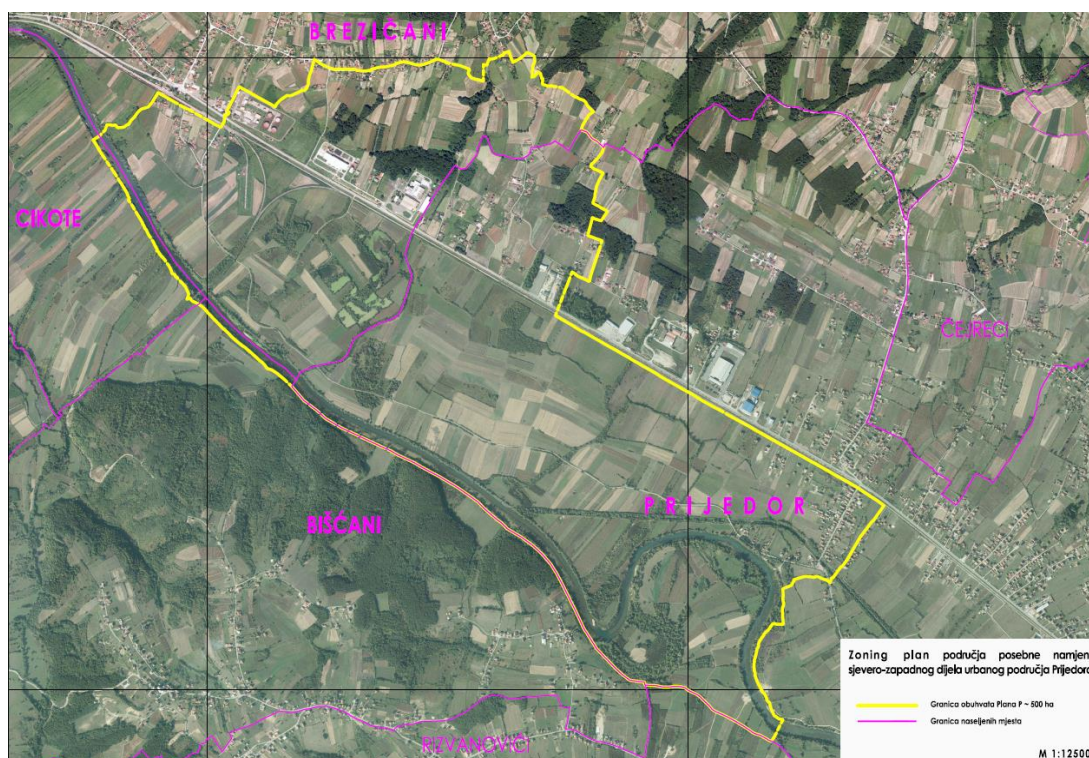 BREZIČANI
CIKOTE
ČEJRECI
PRIJEDOR
BIŠĆANI
RIZVANOVIĆI
Zoning plan područja posebne namjen
sjevero-zapadnog dijela urbanog područja Prijedora
Granica obuhvata Plana P ~ 500 ha
Granica naseljenih mjesta
M 1:12500